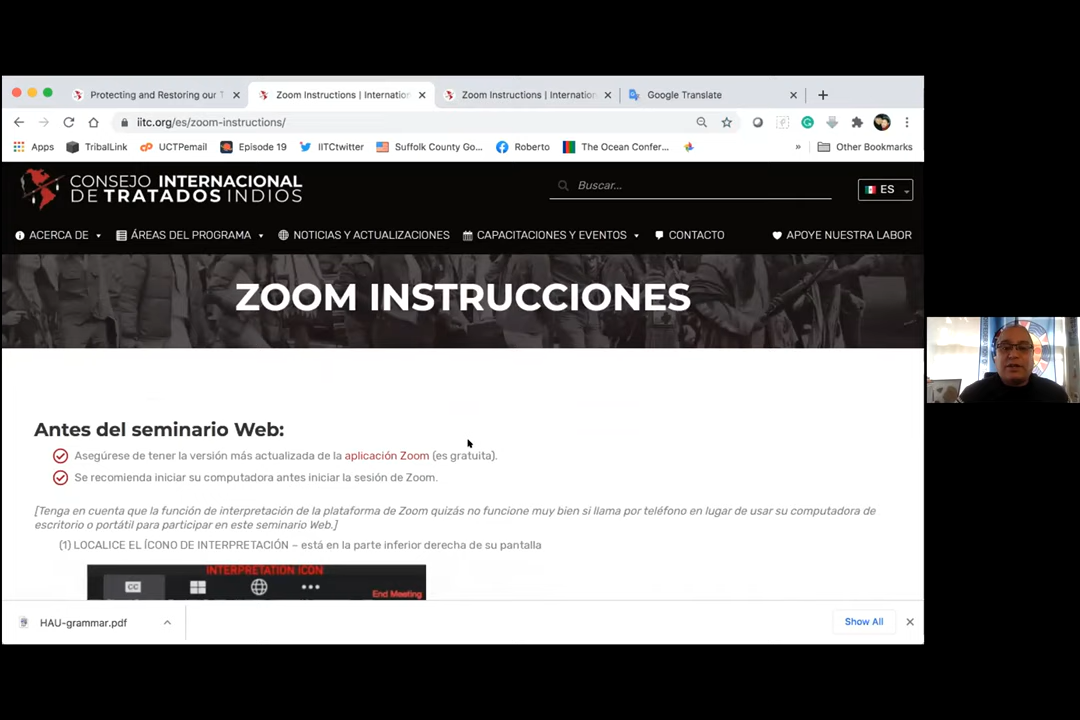 Protecting and Restoring our T
Zoom Instructions | Internation
Zoom Instructions | Internation
Google Translate
iitc.org/es/zoom-instructions/
Apps
TribalLink
UCTPemail
Episode 19
IITCtwitter
Suffolk County Go...
Roberto
The Ocean Confer...
»
Other Bookmarks
CONSEJO INTERNACIONAL
DE TRATADOS INDIOS
Buscar...
ES
ACERCA DE
ÁREAS DEL PROGRAMA
NOTICIAS Y ACTUALIZACIONES
CAPACITACIONES Y EVENTOS
CONTACTO
APOYE NUESTRA LABOR
ZOOM INSTRUCCIONES
Antes del seminario Web:
Asegúrese de tener la versión más actualizada de la aplicación Zoom (es gratuita).
Se recomienda iniciar su computadora antes iniciar la sesión de Zoom.
[Tenga en cuenta que la función de interpretación de la plataforma de Zoom quizás no funcione muy bien si llama por teléfono en lugar de usar su computadora de
escritorio o portátil para participar en este seminario Web.]
(1) LOCALICE EL ÍCONO DE INTERPRETACIÓN – está en la parte inferior derecha de su pantalla
INTERPRETATION ICON
CC
End Meeting
HAU-grammar.pdf
Show All